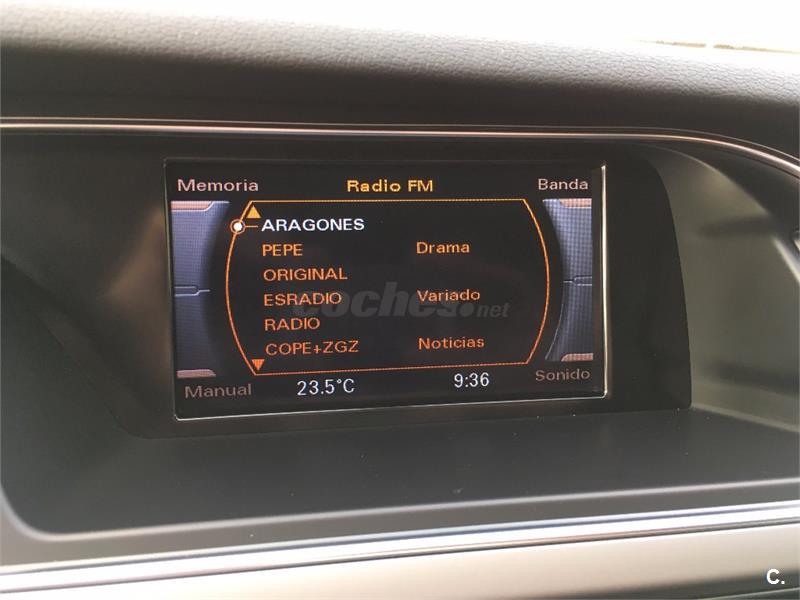 Memoria Radio FM Banda
ARAGONES
PEPE Drama
ORIGINAL
ESRADIO Variado
coches.net
RADIO
COPE+ZGZ Noticias
Manual 23.5°C 9:36 Sonido
C.